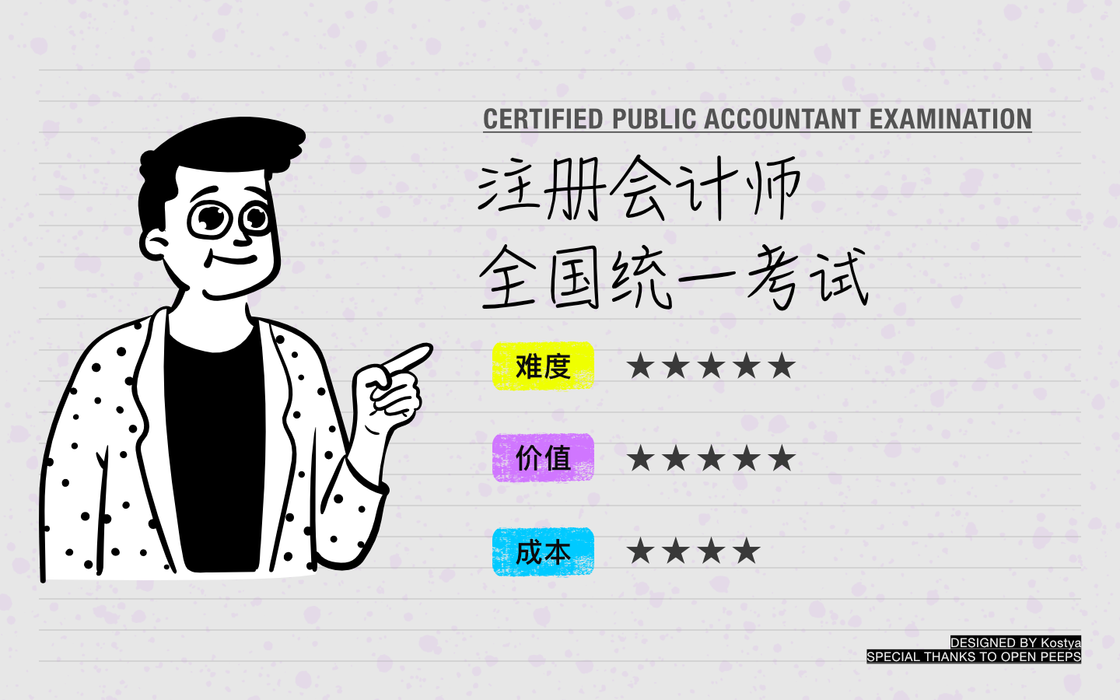 CERTIFIED PUBLIC ACCOUNTANT EXAMINATION
注册会计师
全国统一考试
难度 ★★★★★
价值 ★★★★★
成本 ★★★★
DESIGNED BY Kostya
SPECIAL THANKS TO OPEN PEEPS